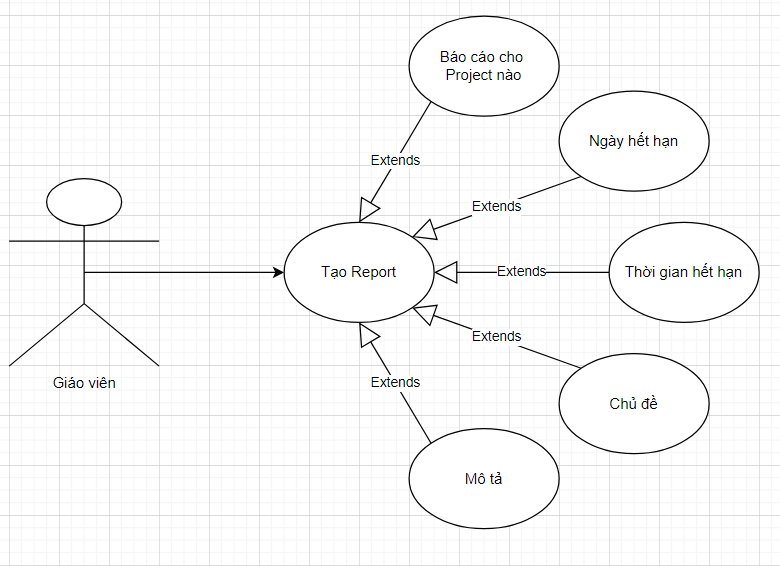 Báo cáo cho
Project nào
Extends
Ngày hết hạn
Extends
Tạo Report
Extends
Thời gian hết hạn
Extends
Chủ đề
Extends
Mô tả
Giáo viên